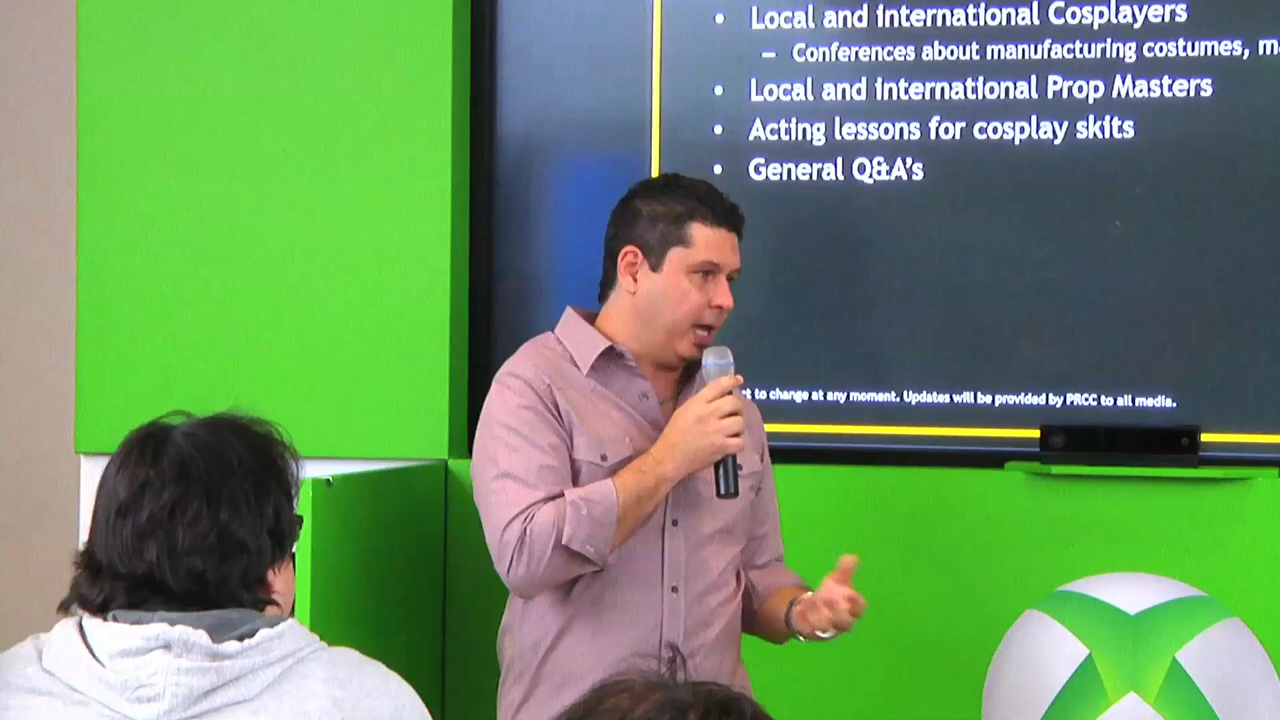 • Local and international Cosplayers
– Conferences about manufacturing costumes,
• Local and international Prop Masters
• Acting lessons for cosplay skits
• General Q&A's
to change at any moment. Updates will be provided by PRCC to all media.